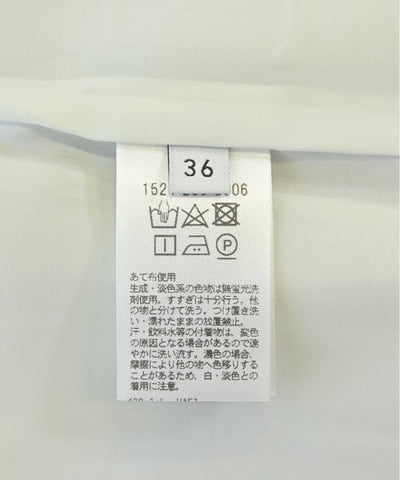 36
あて布使用
生成・淡色系の色物は無蛍光洗
剤使用。すすぎは十分行う。他
の物と分けて洗う。つけ置き洗
い・濡れたままの放置禁止。
汗・飲料水等の付着物は、変色
の原因となる場合があるので速
やかに洗い流す。濃色の場合、
摩擦により他の物へ色移りする
ことがあるため、白・淡色との
着用に注意。